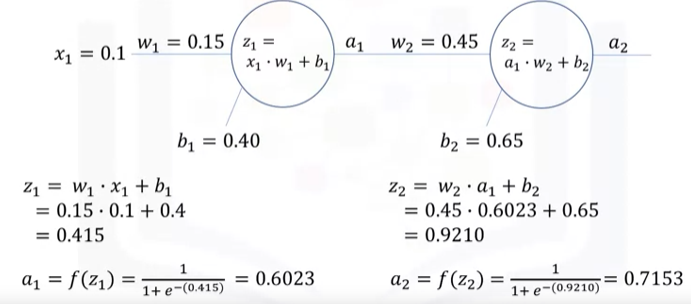 x₁ = 0.1
w₁ = 0.15
z₁ =
x₁ · w₁ + b₁
a₁
w₂ = 0.45
z₂ =
a₁ · w₂ + b₂
a₂
b₁ = 0.40
b₂ = 0.65
z₁ = w₁ · x₁ + b₁
= 0.15 · 0.1 + 0.4
= 0.415
a₁ = f(z₁) = 1 / 1+ e^−(0.415) = 0.6023
z₂ = w₂ · a₁ + b₂
= 0.45 · 0.6023 + 0.65
= 0.9210
a₂ = f(z₂) = 1 / 1+ e^−(0.9210) = 0.7153